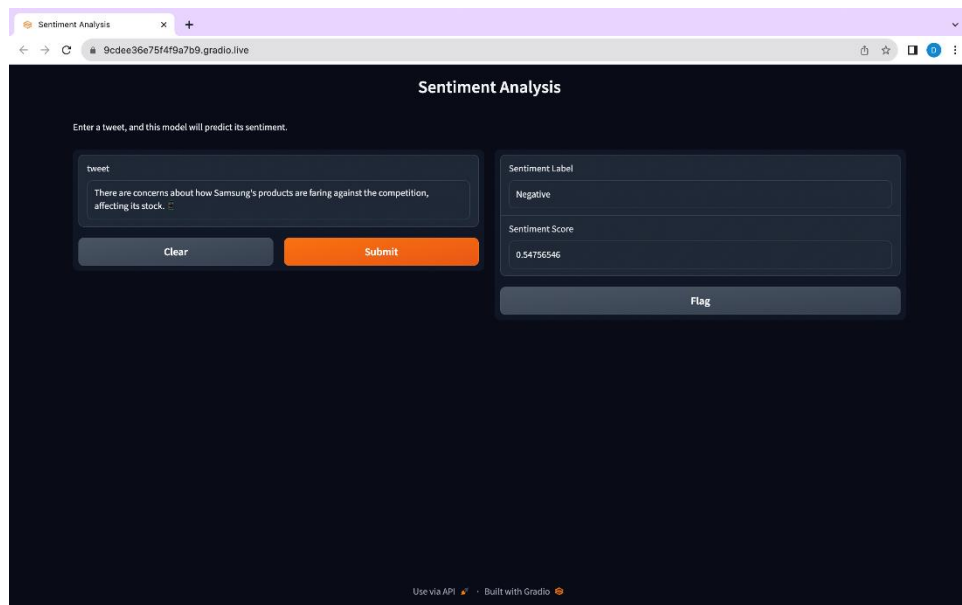 Sentiment Analysis
9cdee36e75f4f9a7b9.gradio.live
D
Sentiment Analysis
Enter a tweet, and this model will predict its sentiment.
tweet
There are concerns about how Samsung's products are faring against the competition,
affecting its stock.
Clear
Submit
Sentiment Label
Negative
Sentiment Score
0.54756546
Flag
Use via API · Built with Gradio